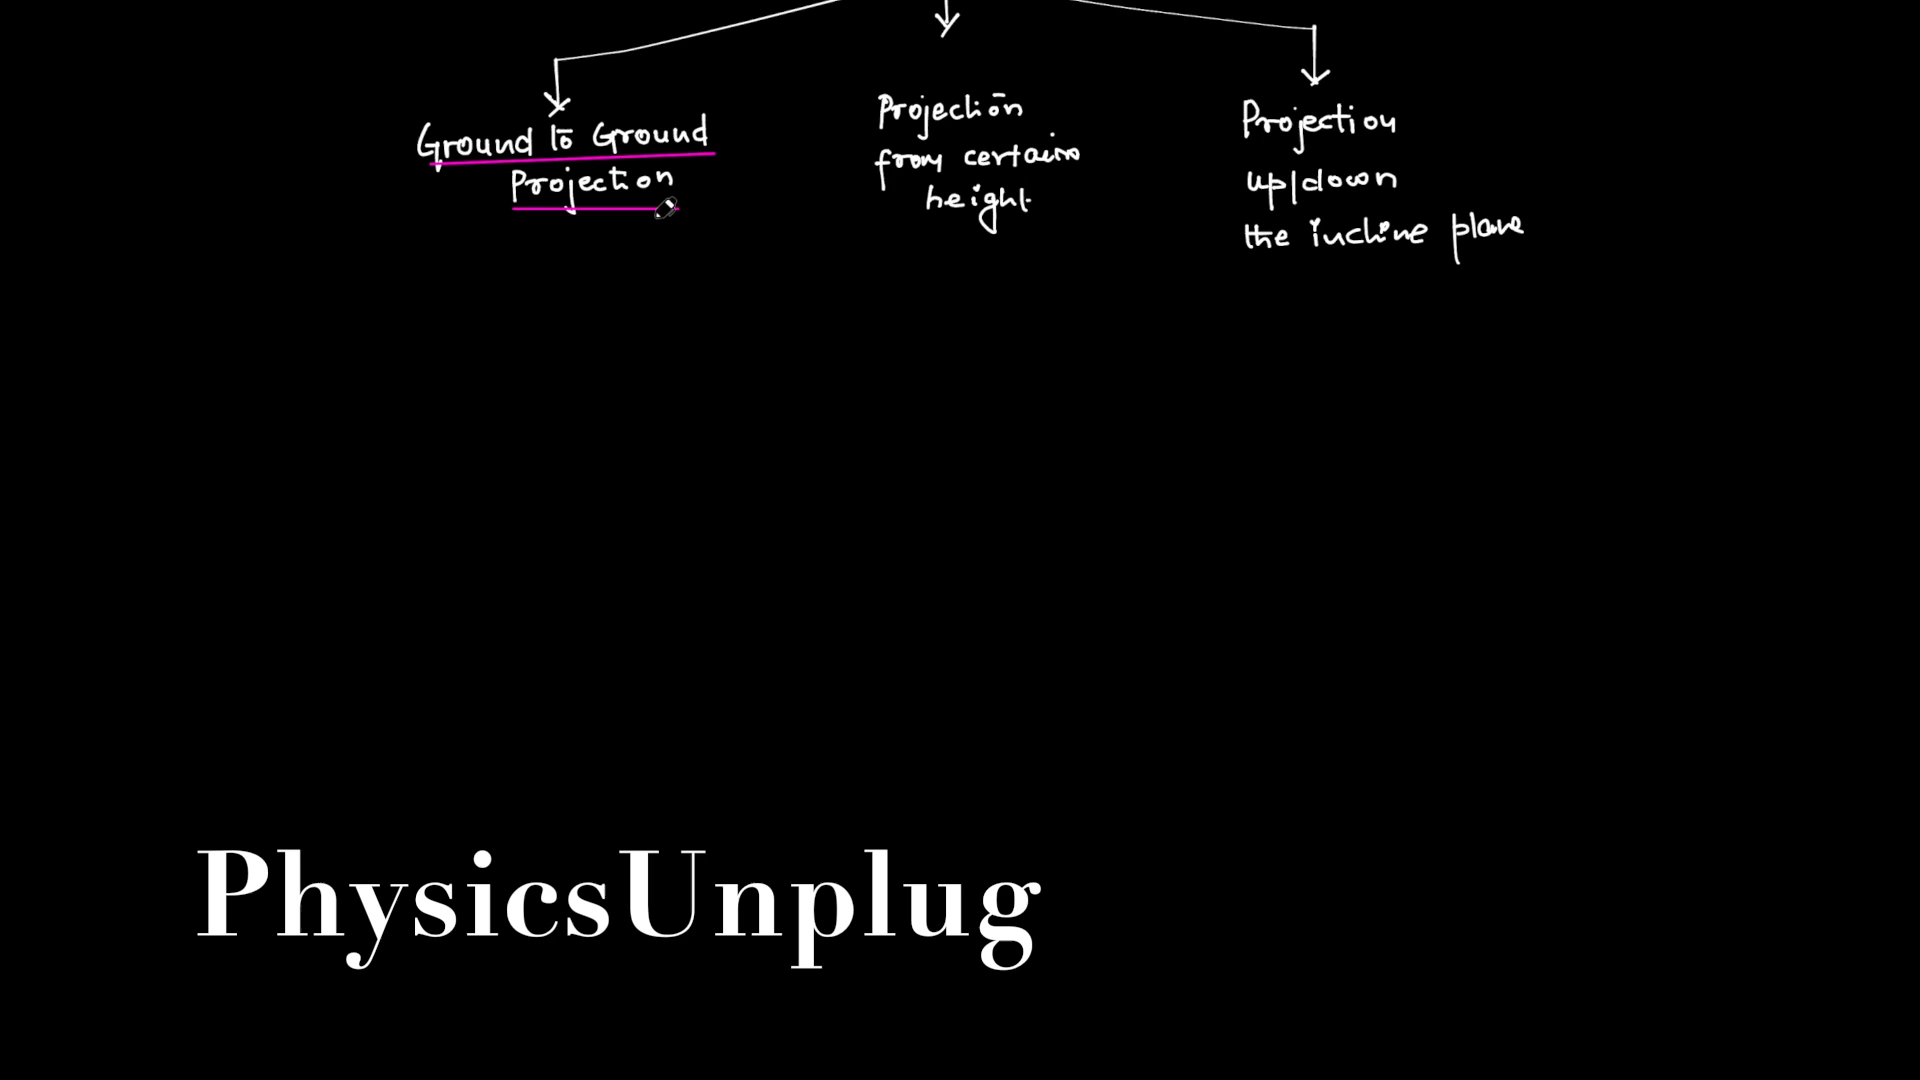 Ground to Ground
Projection
Projection
from certain
height
Projection
up/down
the incline plane
PhysicsUnplug